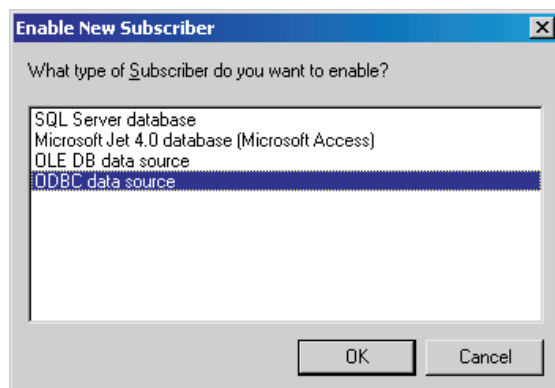 Enable New Subscriber
What type of Subscriber do you want to enable?
SQL Server database
Microsoft Jet 4.0 database (Microsoft Access)
OLE DB data source
ODBC data source
OK
Cancel